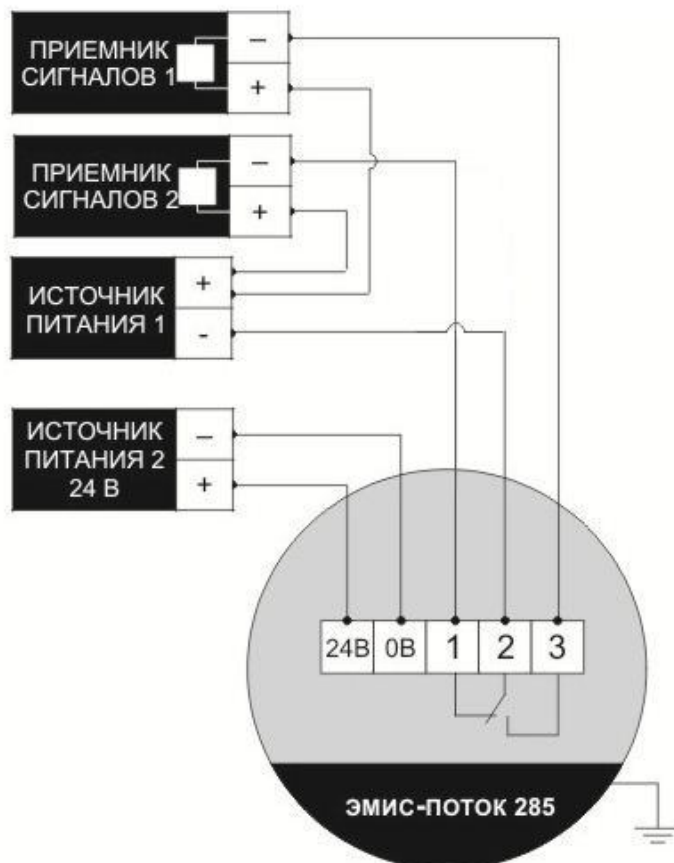 ПРИЕМНИК
СИГНАЛОВ 1
–
+
ПРИЕМНИК
СИГНАЛОВ 2
–
+
ИСТОЧНИК
ПИТАНИЯ 1
+
-
ИСТОЧНИК
ПИТАНИЯ 2
24 В
–
+
24В 0В 1 2 3
ЭМИС-ПОТОК 285